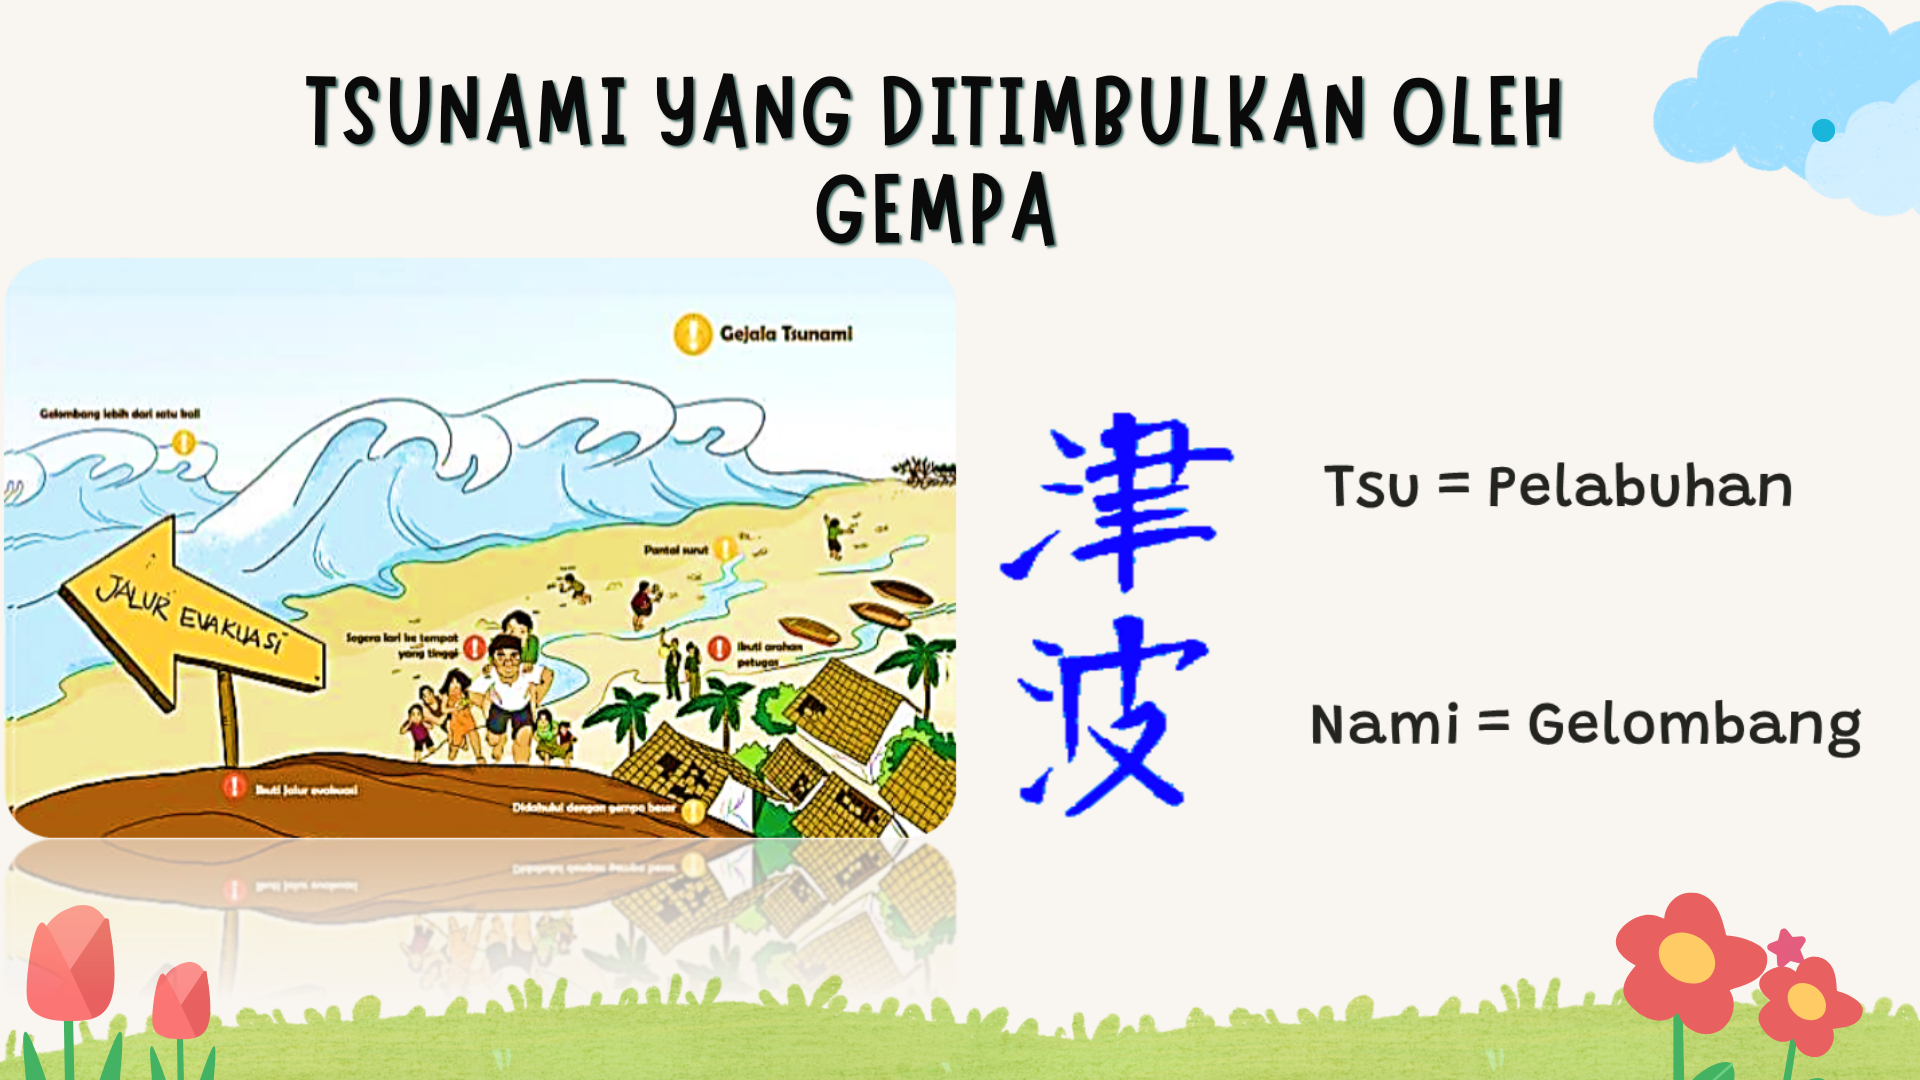 TSUNAMI YANG DITIMBULKAN OLEH
GEMPA
Gejala Tsunami
Gelombang lebih dari satu kali
Pantai surut
JALUR EVAKUASI
Segera lari ke tempat
yang tinggi
Ikuti arahan
petugas
Ikuti jalur evakuasi
Didahului dengan gempa besar
津
Tsu = Pelabuhan
波
Nami = Gelombang